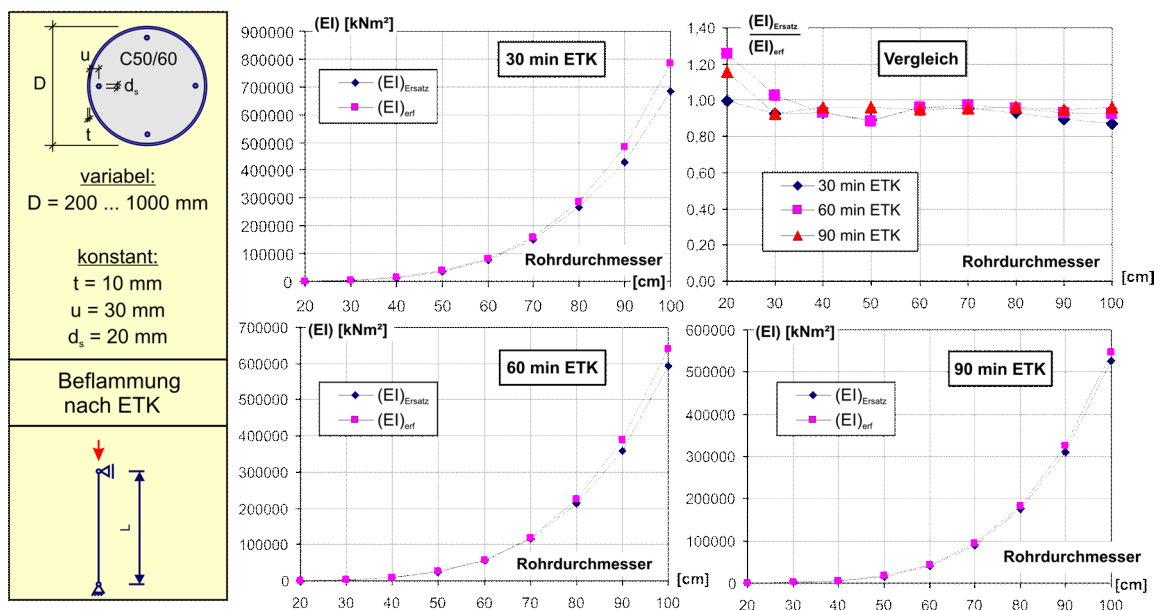 D
u
C50/60
dₛ
t
variabel:
D = 200 ... 1000 mm
konstant:
t = 10 mm
u = 30 mm
dₛ = 20 mm
Beflammung
nach ETK
L
(EI) [kNm²]
30 min ETK
(EI)Ersatz
(EI)erf
900000
800000
700000
600000
500000
400000
300000
200000
100000
0
Rohrdurchmesser
[cm]
20 30 40 50 60 70 80 90 100
(EI)Ersatz
(EI)erf
Vergleich
1.40
1.20
1.00
0.80
0.60
0.40
0.20
0.00
30 min ETK
60 min ETK
90 min ETK
Rohrdurchmesser
[cm]
20 30 40 50 60 70 80 90 100
(EI) [kNm²]
60 min ETK
(EI)Ersatz
(EI)erf
700000
600000
500000
400000
300000
200000
100000
0
Rohrdurchmesser
[cm]
20 30 40 50 60 70 80 90 100
(EI) [kNm²]
90 min ETK
(EI)Ersatz
(EI)erf
600000
500000
400000
300000
200000
100000
0
Rohrdurchmesser
[cm]
20 30 40 50 60 70 80 90 100